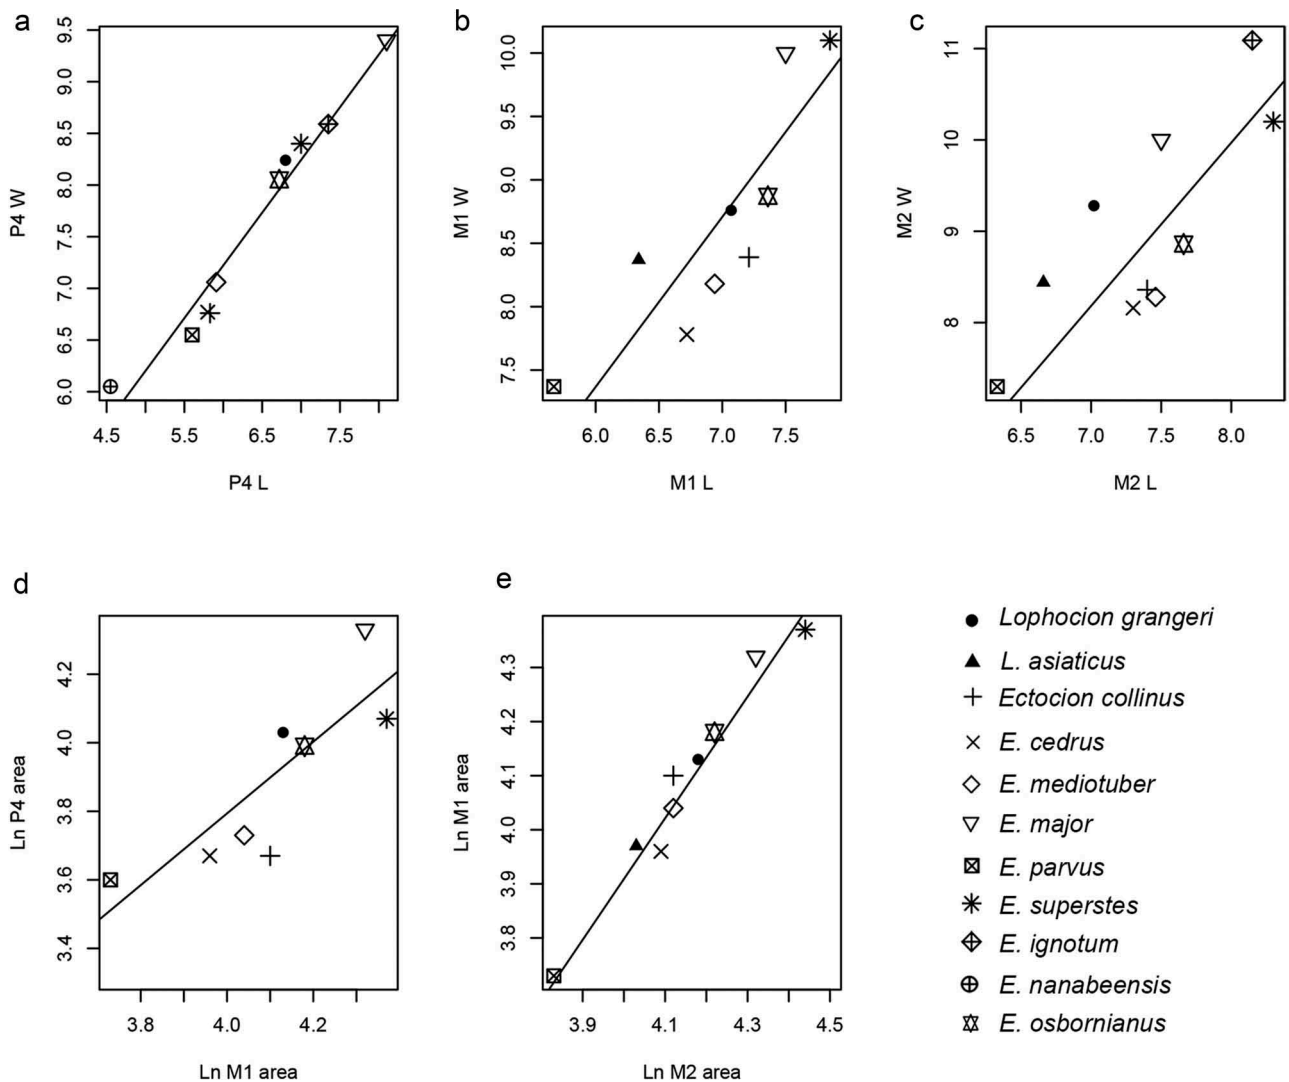 a
9.5
9.0
8.5
8.0
7.5
7.0
6.5
6.0
P4 W
4.5 5.5 6.5 7.5
P4 L
b
10.0
9.5
9.0
8.5
8.0
7.5
M1 W
6.0 6.5 7.0 7.5
M1 L
c
11
10
9
8
M2 W
6.5 7.0 7.5 8.0
M2 L
d
4.2
4.0
3.8
3.6
3.4
Ln P4 area
3.8 4.0 4.2
Ln M1 area
e
4.3
4.2
4.1
4.0
3.9
3.8
Ln M1 area
3.9 4.1 4.3 4.5
Ln M2 area
Lophocion grangeri
L. asiaticus
Ectocion collinus
E. cedrus
E. mediotuber
E. major
E. parvus
E. superstes
E. ignotum
E. nanabeensis
E. osbornianus